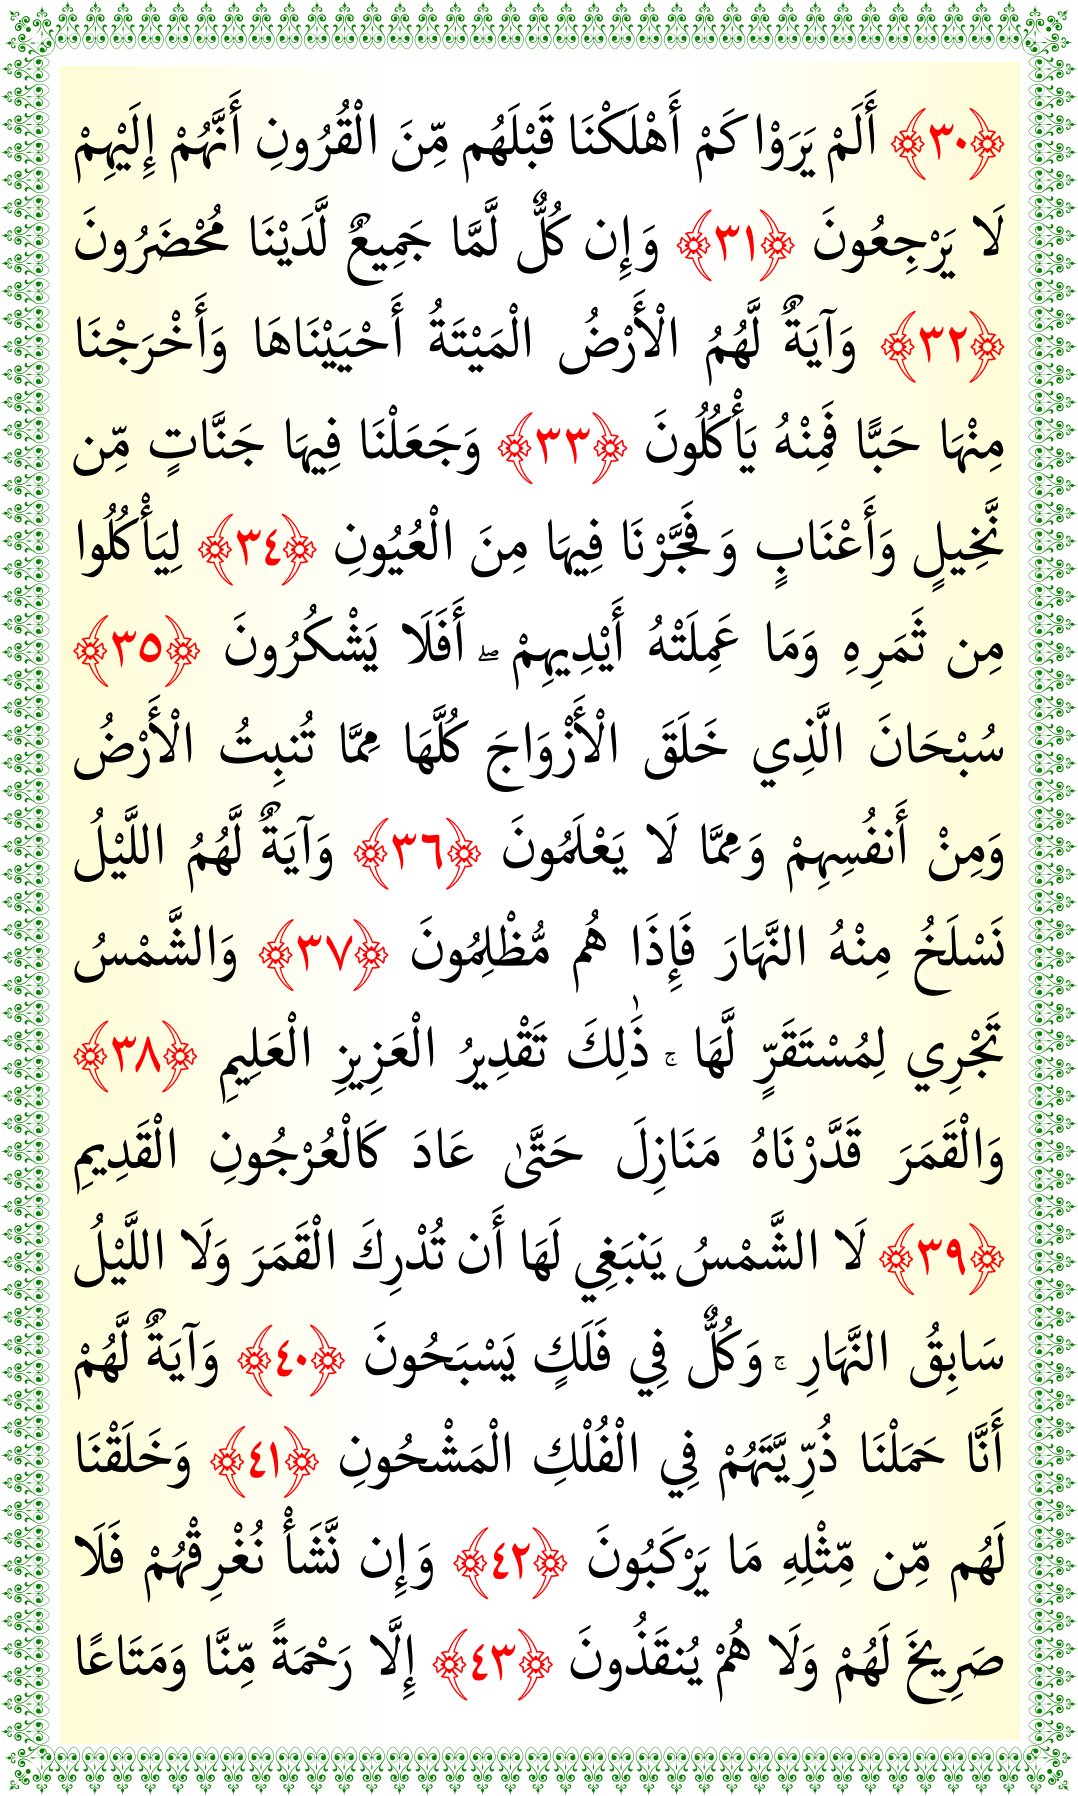 ﴿٣٠﴾ أَلَمْ يَرَوْا كَمْ أَهْلَكْنَا قَبْلَهُم مِّنَ الْقُرُونِ أَنَّهُمْ إِلَيْهِمْ
لَا يَرْجِعُونَ ﴿٣١﴾ وَإِن كُلٌّ لَّمَّا جَمِيعٌ لَّدَيْنَا مُحْضَرُونَ
﴿٣٢﴾ وَآيَةٌ لَّهُمُ الْأَرْضُ الْمَيْتَةُ أَحْيَيْنَاهَا وَأَخْرَجْنَا
مِنْهَا حَبًّا فَمِنْهُ يَأْكُلُونَ ﴿٣٣﴾ وَجَعَلْنَا فِيهَا جَنَّاتٍ مِّن
نَّخِيلٍ وَأَعْنَابٍ وَفَجَّرْنَا فِيهَا مِنَ الْعُيُونِ ﴿٣٤﴾ لِيَأْكُلُوا
مِن ثَمَرِهِ وَمَا عَمِلَتْهُ أَيْدِيهِمْ ۖ أَفَلَا يَشْكُرُونَ ﴿٣٥﴾
سُبْحَانَ الَّذِي خَلَقَ الْأَزْوَاجَ كُلَّهَا مِمَّا تُنبِتُ الْأَرْضُ
وَمِنْ أَنفُسِهِمْ وَمِمَّا لَا يَعْلَمُونَ ﴿٣٦﴾ وَآيَةٌ لَّهُمُ اللَّيْلُ
نَسْلَخُ مِنْهُ النَّهَارَ فَإِذَا هُم مُّظْلِمُونَ ﴿٣٧﴾ وَالشَّمْسُ
تَجْرِي لِمُسْتَقَرٍّ لَّهَا ۚ ذَٰلِكَ تَقْدِيرُ الْعَزِيزِ الْعَلِيمِ ﴿٣٨﴾
وَالْقَمَرَ قَدَّرْنَاهُ مَنَازِلَ حَتَّىٰ عَادَ كَالْعُرْجُونِ الْقَدِيمِ
﴿٣٩﴾ لَا الشَّمْسُ يَنبَغِي لَهَا أَن تُدْرِكَ الْقَمَرَ وَلَا اللَّيْلُ
سَابِقُ النَّهَارِ ۚ وَكُلٌّ فِي فَلَكٍ يَسْبَحُونَ ﴿٤٠﴾ وَآيَةٌ لَّهُمْ
أَنَّا حَمَلْنَا ذُرِّيَّتَهُمْ فِي الْفُلْكِ الْمَشْحُونِ ﴿٤١﴾ وَخَلَقْنَا
لَهُم مِّن مِّثْلِهِ مَا يَرْكَبُونَ ﴿٤٢﴾ وَإِن نَّشَأْ نُغْرِقْهُمْ فَلَا
صَرِيخَ لَهُمْ وَلَا هُمْ يُنقَذُونَ ﴿٤٣﴾ إِلَّا رَحْمَةً مِّنَّا وَمَتَاعًا